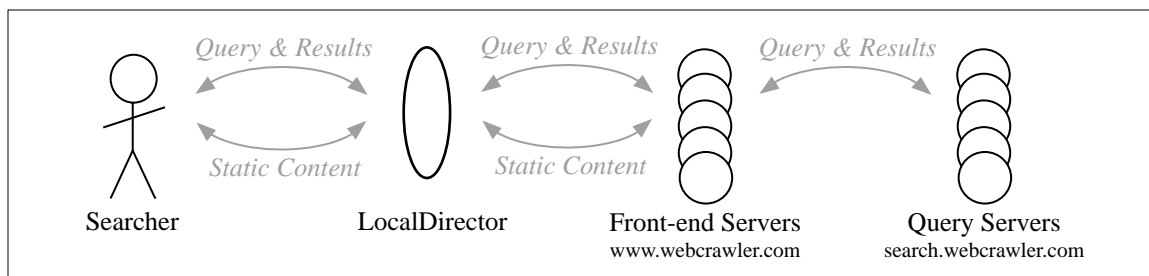 Query & Results
Query & Results
Query & Results
Static Content
Static Content
Searcher
LocalDirector
Front-end Servers
www.webcrawler.com
Query Servers
search.webcrawler.com